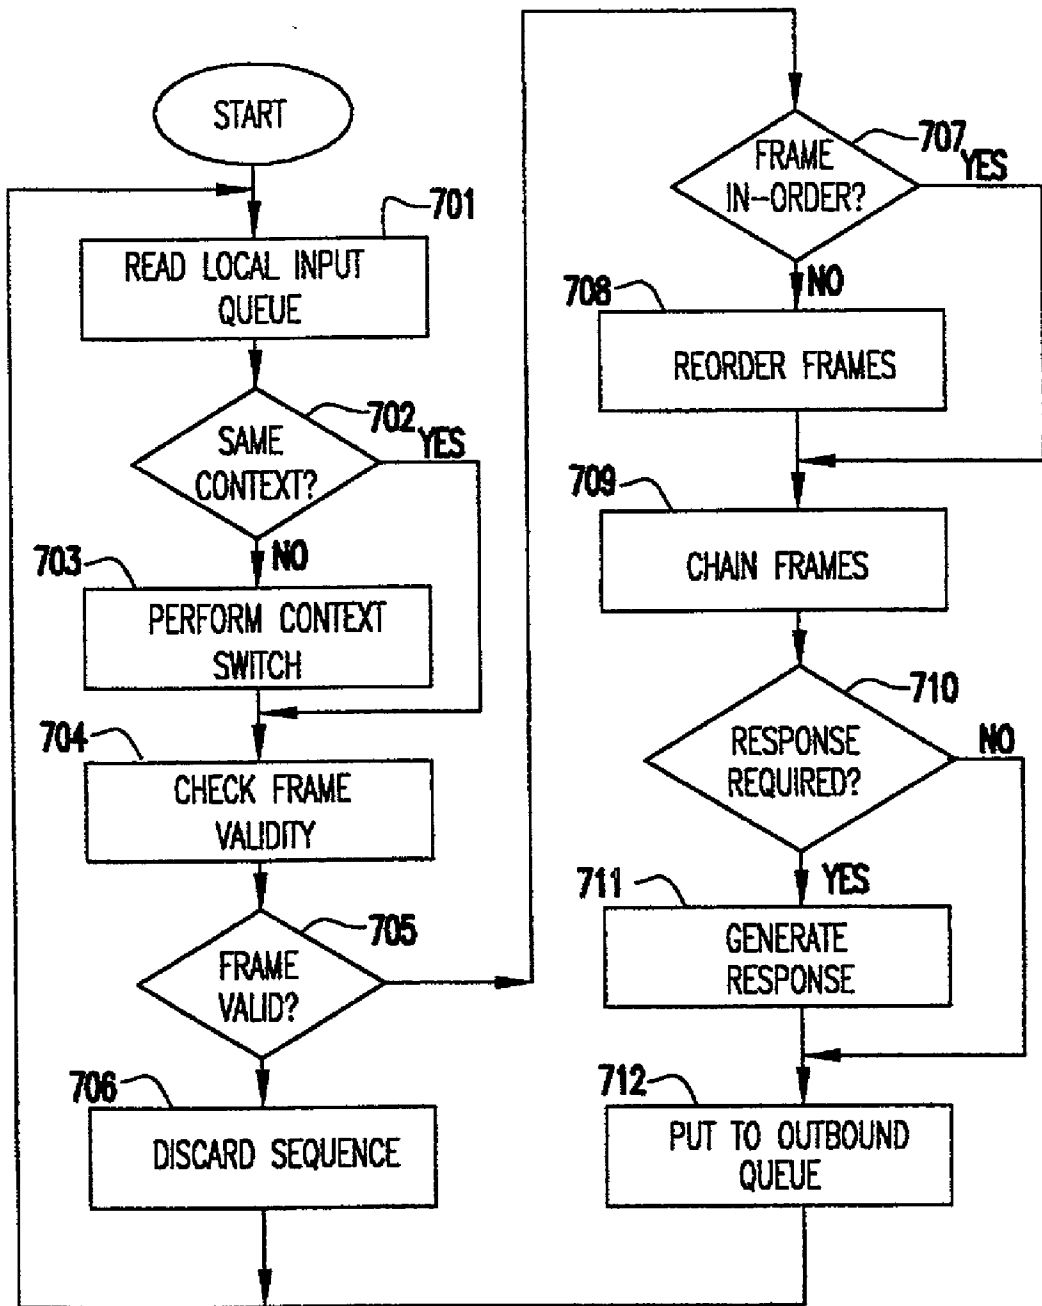 START
701
READ LOCAL INPUT
QUEUE
702
SAME
CONTEXT?
YES
NO
703
PERFORM CONTEXT
SWITCH
704
CHECK FRAME
VALIDITY
705
FRAME
VALID?
706
DISCARD SEQUENCE
707
FRAME
IN-ORDER?
YES
NO
708
REORDER FRAMES
709
CHAIN FRAMES
710
RESPONSE
REQUIRED?
NO
YES
711
GENERATE
RESPONSE
712
PUT TO OUTBOUND
QUEUE